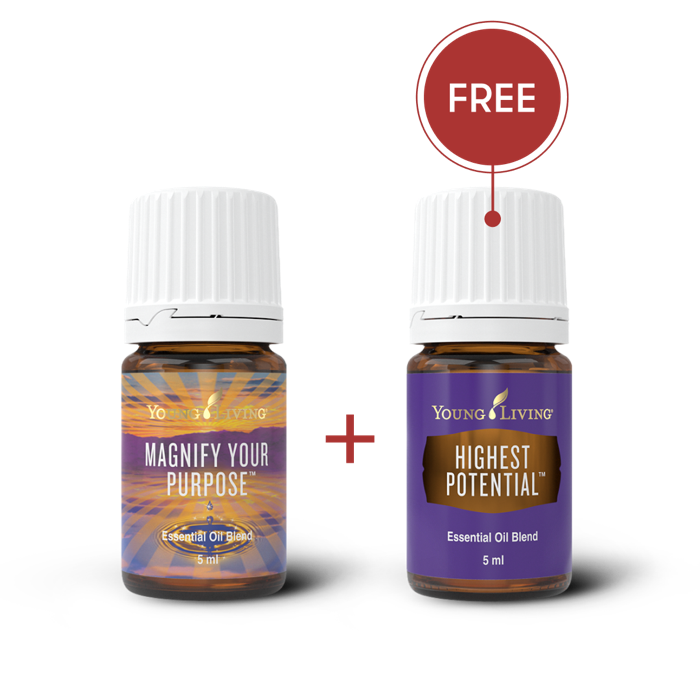 FREE
YOUNG LIVING
MAGNIFY YOUR
PURPOSE™
Essential Oil Blend
5 ml
+
YOUNG LIVING®
HIGHEST
POTENTIAL™
Essential Oil Blend
5 ml